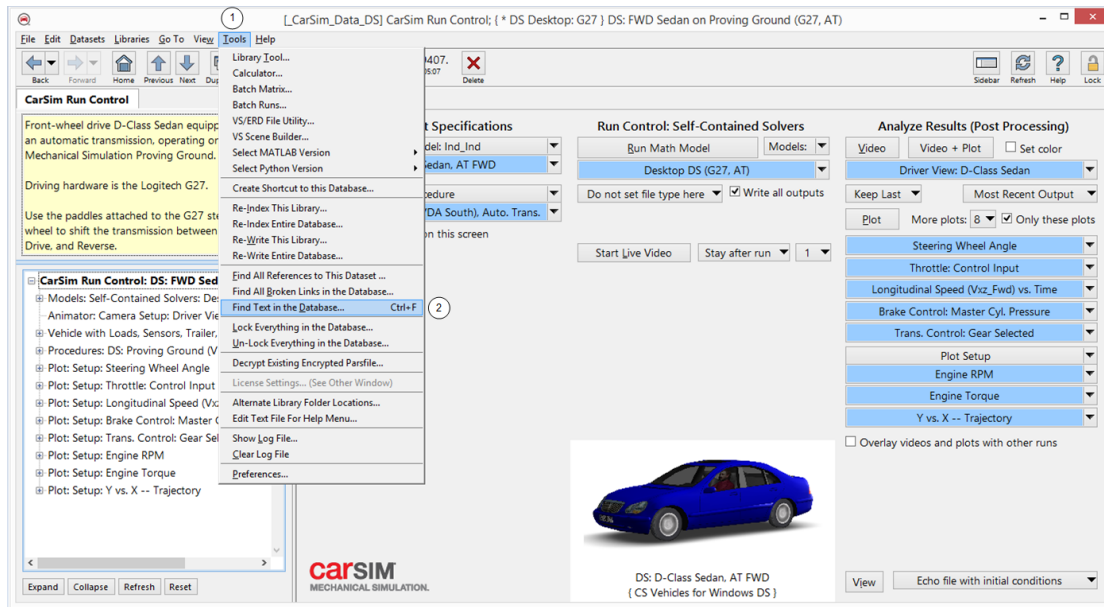 1
[_CarSim_Data_DS] CarSim Run Control; { * DS Desktop: G27 } DS: FWD Sedan on Proving Ground (G27, AT)
File Edit Datasets Libraries Go To View Tools Help
Back Forward Home Previous Next Dup
Library Tool...
Calculator...
Batch Matrix...
Batch Runs...
VS/ERD File Utility...
VS Scene Builder...
Select MATLAB Version
Select Python Version
Create Shortcut to this Database...
Re-Index This Library...
Re-Index Entire Database...
Re-Write This Library...
Re-Write Entire Database...
Find All References to This Dataset ...
Find All Broken Links in the Database...
Find Text in the Database... Ctrl+F
2
Lock Everything in the Database...
Un-Lock Everything in the Database...
Decrypt Existing Encrypted Parsfile...
License Settings... (See Other Window)
Alternate Library Folder Locations...
Edit Text File For Help Menu...
Show Log File...
Clear Log File
Preferences...
0407.
05:07
Delete
Sidebar Refresh Help Lock
CarSim Run Control
Front-wheel drive D-Class Sedan equipp
an automatic transmission, operating or
Mechanical Simulation Proving Ground.
Driving hardware is the Logitech G27.
Use the paddles attached to the G27 ste
wheel to shift the transmission between
Drive, and Reverse.
CarSim Run Control: DS: FWD Sed
Models: Self-Contained Solvers: De
Animator: Camera Setup: Driver Vie
Vehicle with Loads, Sensors, Trailer,
Procedures: DS: Proving Ground (V
Plot: Setup: Steering Wheel Angle
Plot: Setup: Throttle: Control Input
Plot: Setup: Longitudinal Speed (Vxz
Plot: Setup: Brake Control: Master C
Plot: Setup: Trans. Control: Gear Sel
Plot: Setup: Engine RPM
Plot: Setup: Engine Torque
Plot: Setup: Y vs. X -- Trajectory
Expand Collapse Refresh Reset
t Specifications
del: Ind_Ind
Sedan, AT FWD
cedure
VDA South), Auto. Trans.
on this screen
CARSIM
MECHANICAL SIMULATION.
Run Control: Self-Contained Solvers
Run Math Model Models:
Desktop DS (G27, AT)
Do not set file type here Write all outputs
Start Live Video Stay after run 1
DS: D-Class Sedan, AT FWD
{ CS Vehicles for Windows DS }
Analyze Results (Post Processing)
Video Video + Plot Set color
Driver View: D-Class Sedan
Keep Last Most Recent Output
Plot More plots: 8 Only these plots
Steering Wheel Angle
Throttle: Control Input
Longitudinal Speed (Vxz_Fwd) vs. Time
Brake Control: Master Cyl. Pressure
Trans. Control: Gear Selected
Plot Setup
Engine RPM
Engine Torque
Y vs. X -- Trajectory
Overlay videos and plots with other runs
View Echo file with initial conditions